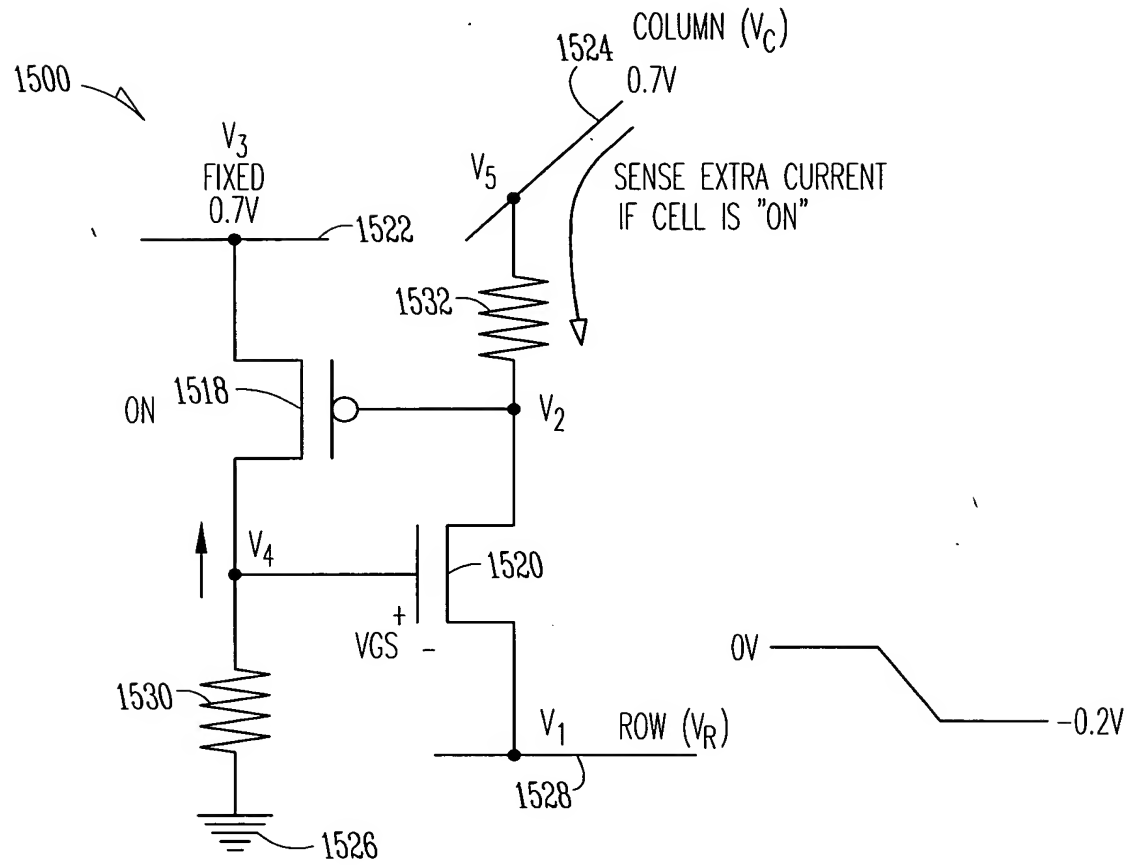 1500
COLUMN (VC)
1524
0.7V
V3
FIXED
0.7V
1522
V5
SENSE EXTRA CURRENT
IF CELL IS "ON"
1532
ON
1518
V2
V4
1520
+
VGS -
0V
-0.2V
1530
V1
ROW (VR)
1528
1526